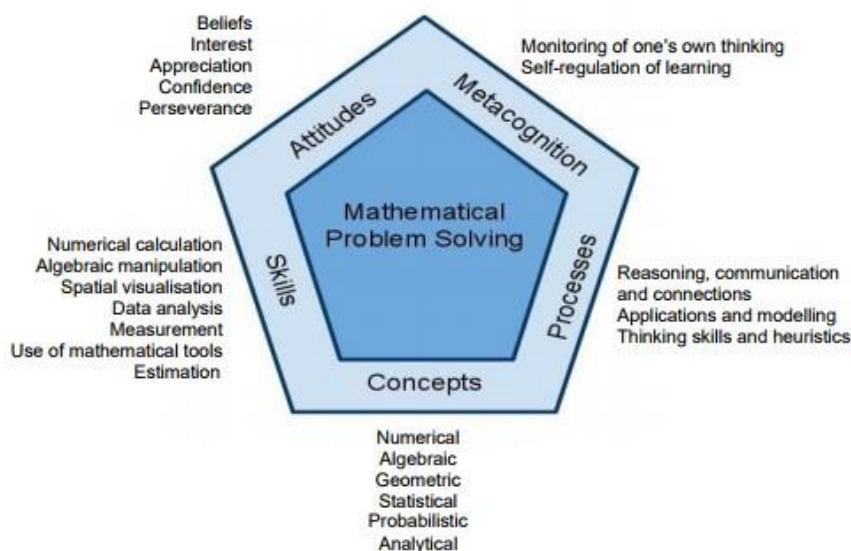 Beliefs
Interest
Appreciation
Confidence
Perseverance
Monitoring of one's own thinking
Self-regulation of learning
Attitudes
Metacognition
Mathematical
Problem Solving
Numerical calculation
Algebraic manipulation
Spatial visualisation
Data analysis
Measurement
Use of mathematical tools
Estimation
Skills
Processes
Reasoning, communication
and connections
Applications and modelling
Thinking skills and heuristics
Concepts
Numerical
Algebraic
Geometric
Statistical
Probabilistic
Analytical